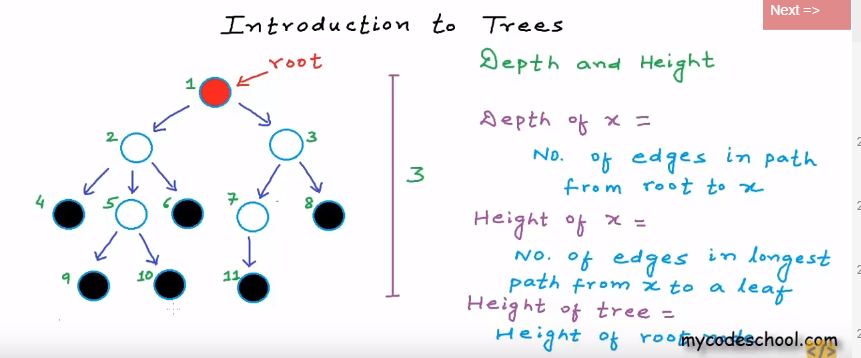 Next =>
Introduction to Trees
root
Depth and Height
1
2
3
4
5
6
7
8
9
10
11
3
Depth of x =
No. of edges in path
from root to x
Height of x =
No. of edges in longest
path from x to a leaf
Height of tree =
Height of root
mycodeschool.com
</>